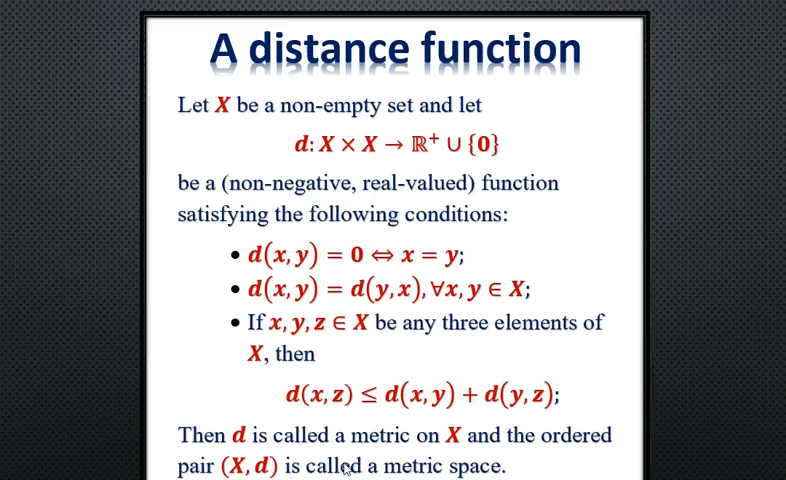 A distance function
Let X be a non-empty set and let
d: X × X → ℝ⁺ ∪ {0}
be a (non-negative, real-valued) function
satisfying the following conditions:
• d(x, y) = 0 ⇔ x = y;
• d(x, y) = d(y, x), ∀x, y ∈ X;
• If x, y, z ∈ X be any three elements of
X, then
d(x, z) ≤ d(x, y) + d(y, z);
Then d is called a metric on X and the ordered
pair (X, d) is called a metric space.